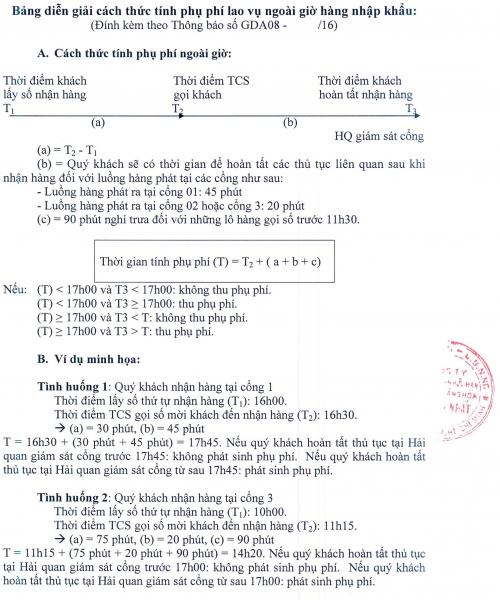 Bảng diễn giải cách thức tính phụ phí lao vụ ngoài giờ hàng nhập khẩu:
(Đính kèm theo Thông báo số GDA08 - /16)
A. Cách thức tính phụ phí ngoài giờ:
Thời điểm khách Thời điểm TCS Thời điểm khách
lấy số nhận hàng gọi khách hoàn tất nhận hàng
T1 T2 T3
(a) (b)
HQ giám sát cổng
(a) = T2 - T1
(b) = Quý khách sẽ có thời gian để hoàn tất các thủ tục liên quan sau khi
nhận hàng đối với luồng hàng phát tại các cổng như sau:
- Luồng hàng phát ra tại cổng 01: 45 phút
- Luồng hàng phát ra tại cổng 02 hoặc cổng 3: 20 phút
(c) = 90 phút nghỉ trưa đối với những lô hàng gọi số trước 11h30.
Thời gian tính phụ phí (T) = T2 + ( a + b + c)
Nếu: (T) < 17h00 và T3 < 17h00: không thu phụ phí.
(T) < 17h00 và T3 ≥ 17h00: thu phụ phí.
(T) ≥ 17h00 và T3 < T: không thu phụ phí.
(T) ≥ 17h00 và T3 > T: thu phụ phí.
B. Ví dụ minh họa:
Tình huống 1: Quý khách nhận hàng tại cổng 1
Thời điểm lấy số thứ tự nhận hàng (T1): 16h00.
Thời điểm TCS gọi số mời khách đến nhận hàng (T2): 16h30.
→ (a) = 30 phút, (b) = 45 phút
T = 16h30 + (30 phút + 45 phút) = 17h45. Nếu quý khách hoàn tất thủ tục tại Hải
quan giám sát cổng trước 17h45: không phát sinh phụ phí. Nếu quý khách hoàn tất
thủ tục tại Hải quan giám sát cổng từ sau 17h45: phát sinh phụ phí.
Tình huống 2: Quý khách nhận hàng tại cổng 3
Thời điểm lấy số thứ tự nhận hàng (T1): 10h00.
Thời điểm TCS gọi số mời khách đến nhận hàng (T2): 11h15.
→ (a) = 75 phút, (b) = 20 phút, (c) = 90 phút
T = 11h15 + (75 phút + 20 phút + 90 phút) = 14h20. Nếu quý khách hoàn tất thủ tục
tại Hải quan giám sát cổng trước 17h00: không phát sinh phụ phí. Nếu quý khách
hoàn tất thủ tục tại Hải quan giám sát cổng từ sau 17h00: phát sinh phụ phí.